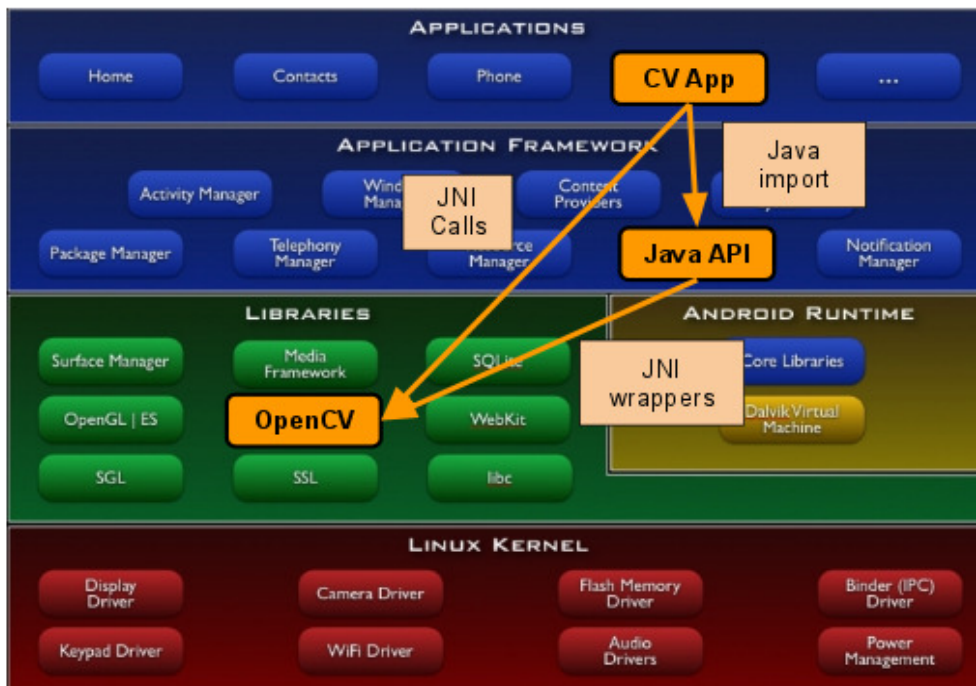 APPLICATIONS
Home
Contacts
Phone
CV App
...
APPLICATION FRAMEWORK
Activity Manager
Wind
Mana
Content
Providers
Java
import
JNI
Calls
Package Manager
Telephony
Manager
Manager
Java API
Notification
Manager
LIBRARIES
ANDROID RUNTIME
Surface Manager
Media
Framework
SQLite
Core Libraries
JNI
wrappers
OpenGL | ES
OpenCV
WebKit
Dalvik Virtual
Machine
SGL
SSL
libc
LINUX KERNEL
Display
Driver
Camera Driver
Flash Memory
Driver
Binder (IPC)
Driver
Keypad Driver
WiFi Driver
Audio
Drivers
Power
Management